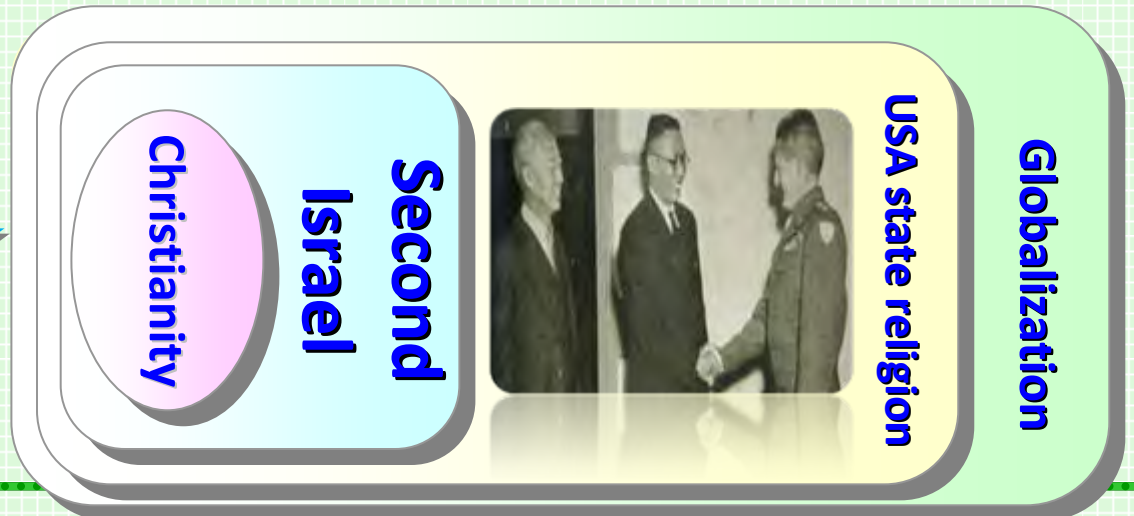 Globalization
USA state religion
Second
Israel
Christianity